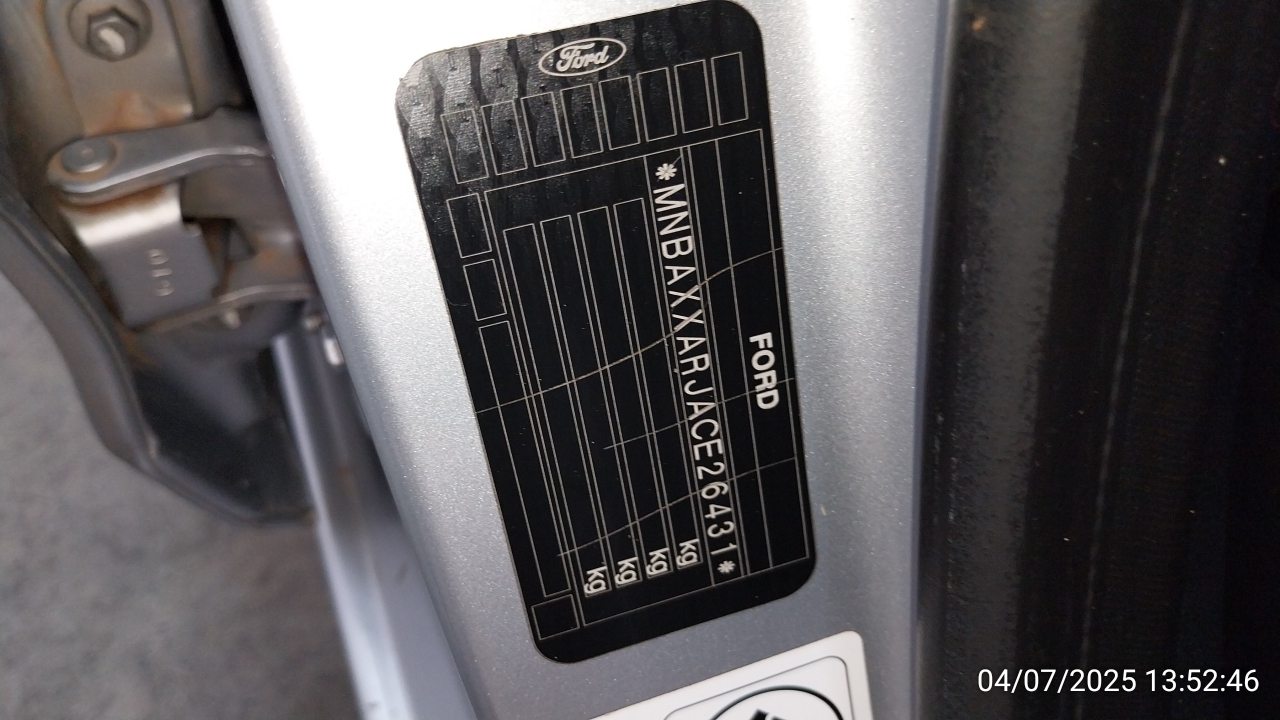 Ford
FORD
*MNBAXXARJACE26431*
kg
kg
kg
kg
04/07/2025 13:52:46